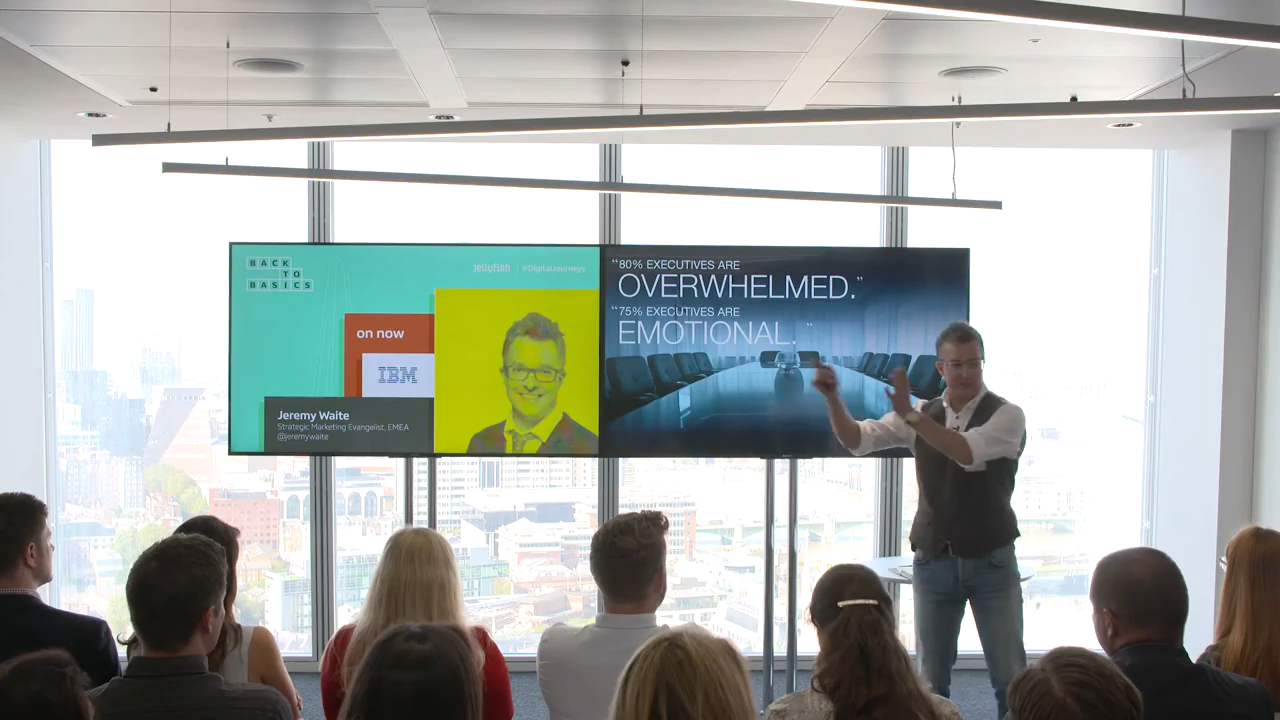 BACK
TO
BASICS
Jellyfish | #DigitalJourneys
on now
IBM
Jeremy Waite
Strategic Marketing Evangelist, EMEA
@jeremywaite
“80% EXECUTIVES ARE
OVERWHELMED.”
“75% EXECUTIVES ARE
EMOTIONAL. ”